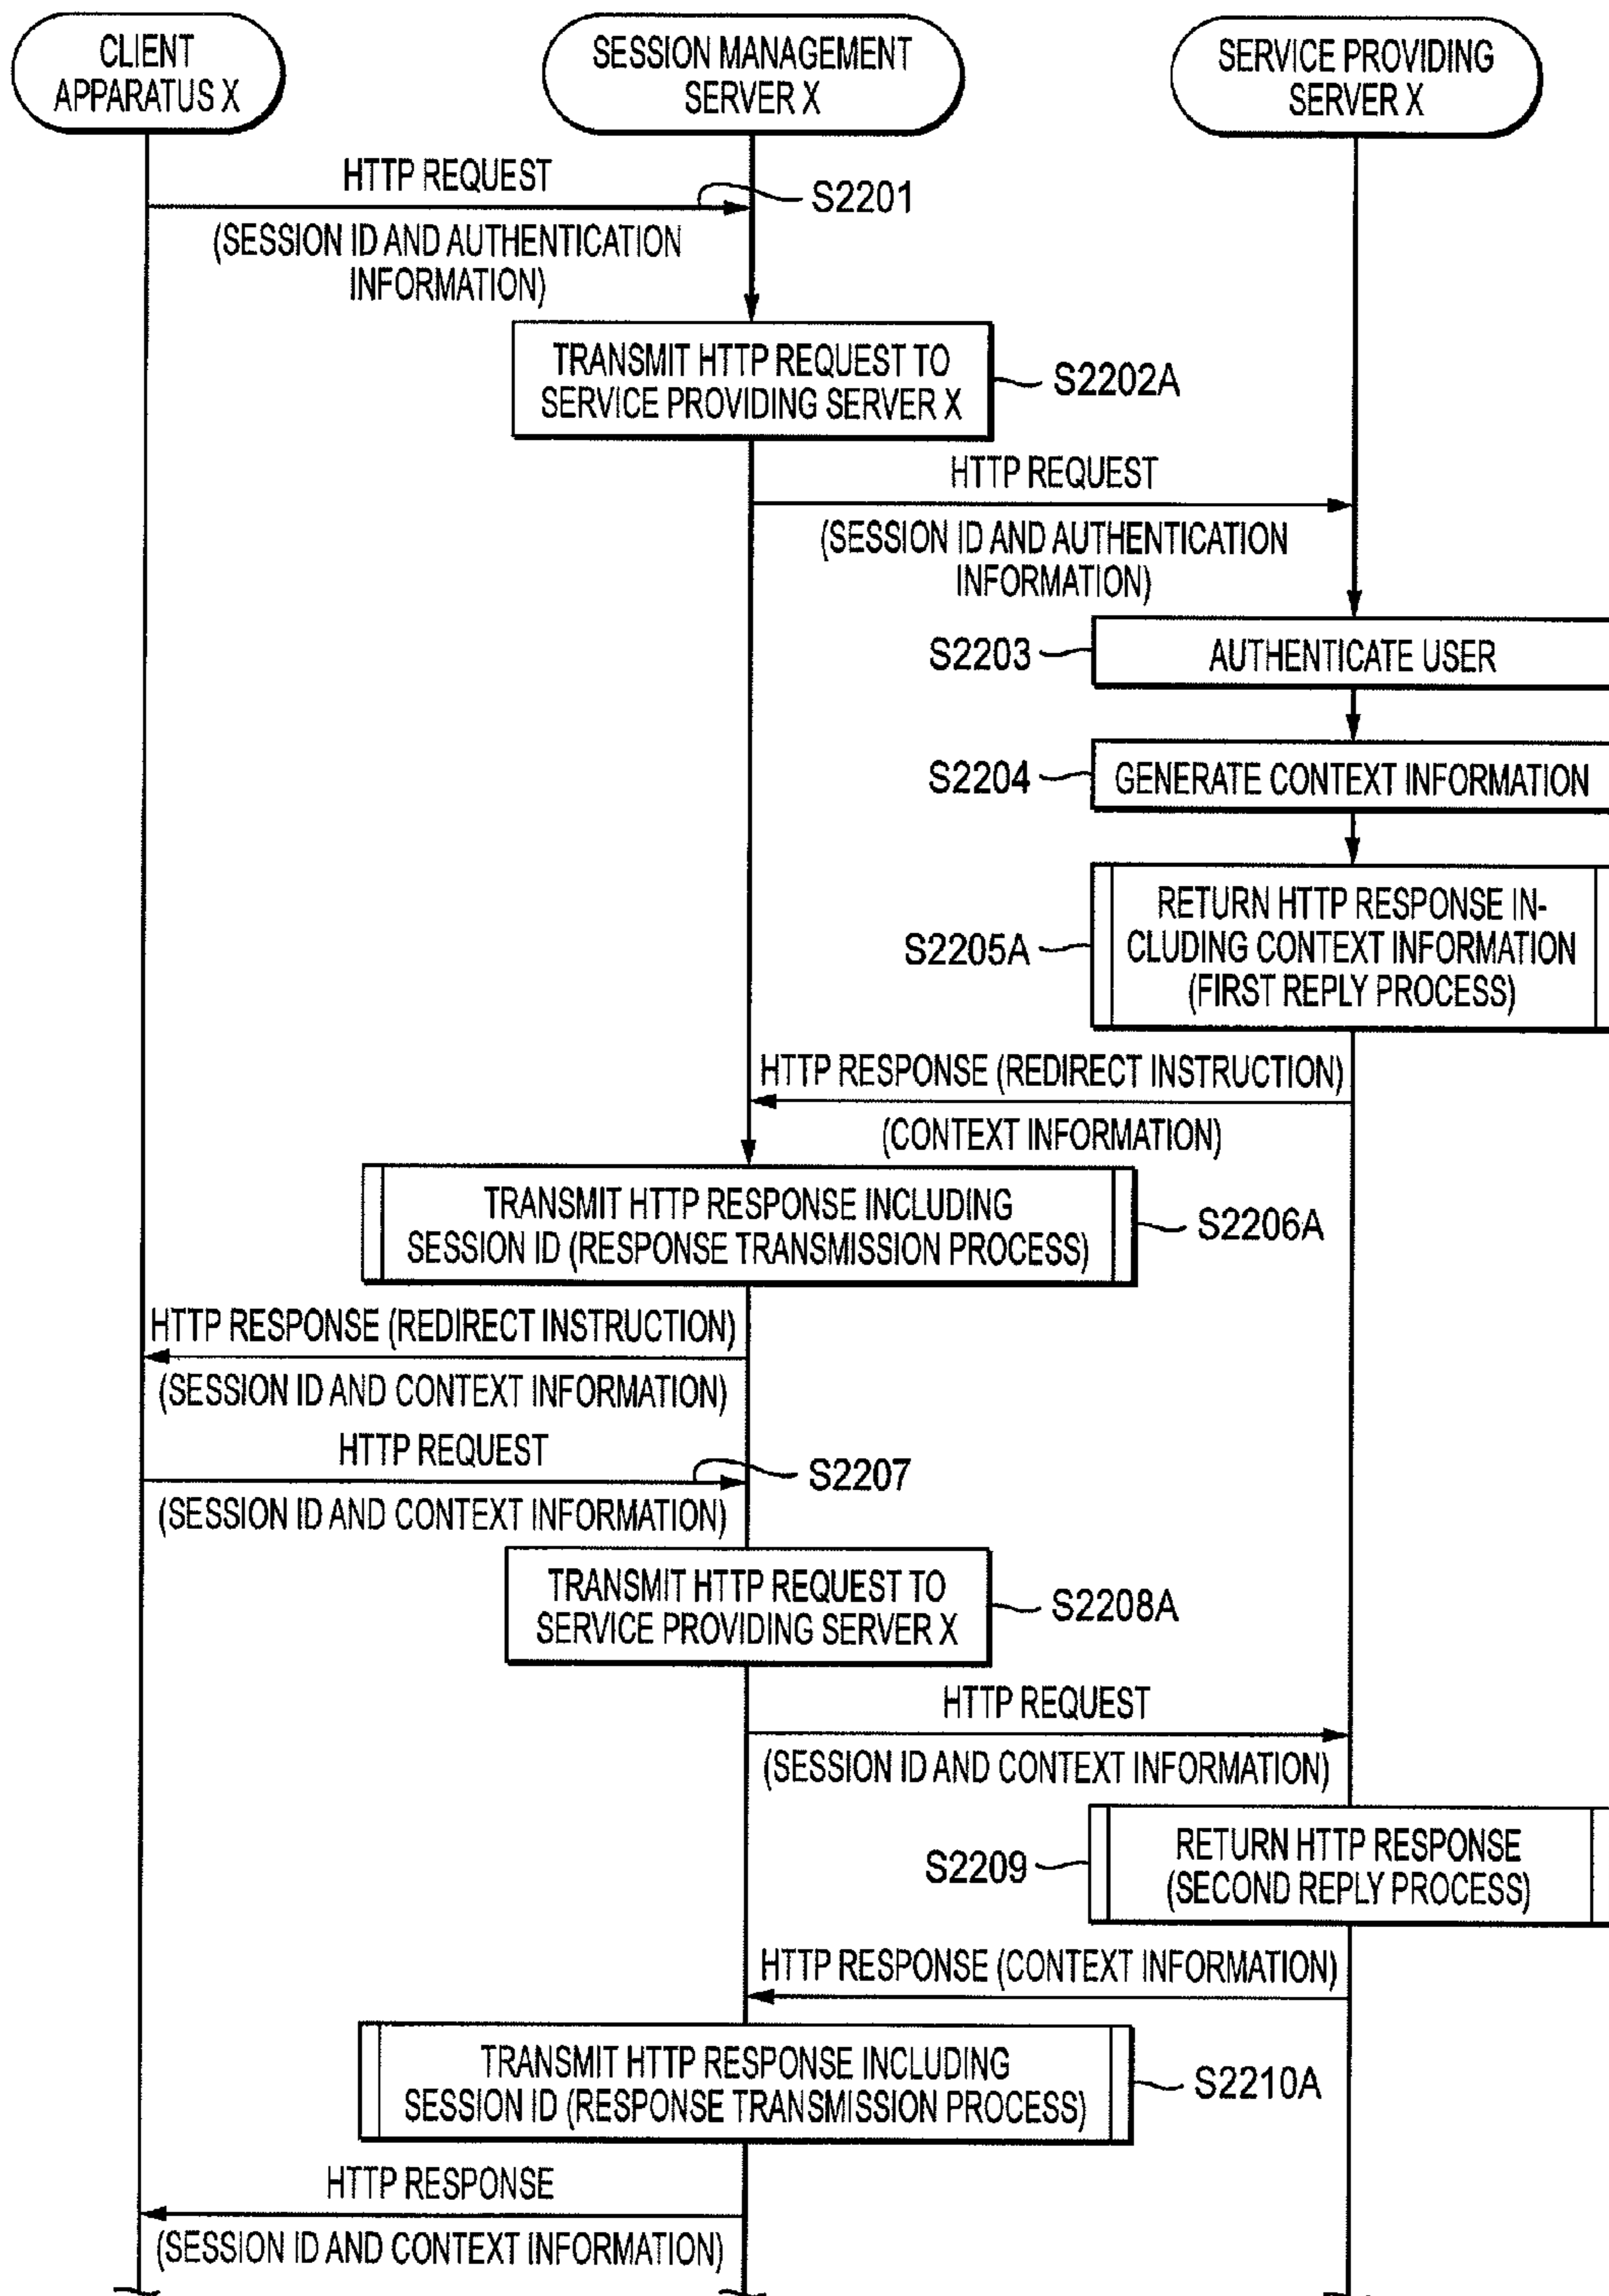 CLIENT
APPARATUS X
SESSION MANAGEMENT
SERVER X
SERVICE PROVIDING
SERVER X
HTTP REQUEST
S2201
(SESSION ID AND AUTHENTICATION
INFORMATION)
TRANSMIT HTTP REQUEST TO
SERVICE PROVIDING SERVER X
S2202A
HTTP REQUEST
(SESSION ID AND AUTHENTICATION
INFORMATION)
S2203
AUTHENTICATE USER
S2204
GENERATE CONTEXT INFORMATION
S2205A
RETURN HTTP RESPONSE IN-
CLUDING CONTEXT INFORMATION
(FIRST REPLY PROCESS)
HTTP RESPONSE (REDIRECT INSTRUCTION)
(CONTEXT INFORMATION)
TRANSMIT HTTP RESPONSE INCLUDING
SESSION ID (RESPONSE TRANSMISSION PROCESS)
S2206A
HTTP RESPONSE (REDIRECT INSTRUCTION)
(SESSION ID AND CONTEXT INFORMATION)
HTTP REQUEST
S2207
(SESSION ID AND CONTEXT INFORMATION)
TRANSMIT HTTP REQUEST TO
SERVICE PROVIDING SERVER X
S2208A
HTTP REQUEST
(SESSION ID AND CONTEXT INFORMATION)
S2209
RETURN HTTP RESPONSE
(SECOND REPLY PROCESS)
HTTP RESPONSE (CONTEXT INFORMATION)
TRANSMIT HTTP RESPONSE INCLUDING
SESSION ID (RESPONSE TRANSMISSION PROCESS)
S2210A
HTTP RESPONSE
(SESSION ID AND CONTEXT INFORMATION)